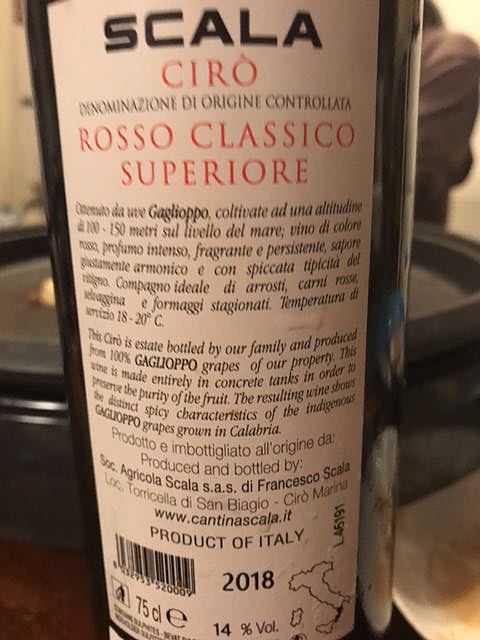 SCALA
CIRÒ
DENOMINAZIONE DI ORIGINE CONTROLLATA
ROSSO CLASSICO
SUPERIORE
Ottenuto da uve Gaglioppo, coltivate ad una altitudine
di 100 - 150 metri sul livello del mare; vino di colore
rosso, profumo intenso, fragrante e persistente, sapore
giustamente armonico e con spiccata tipicità del
vitigno. Compagno ideale di arrosti, carni rosse,
selvaggina e formaggi stagionati. Temperatura di
servizio 18 - 20° C.
This Cirò is estate bottled by our family and produced
from 100% GAGLIOPPO grapes of our property. This
wine is made entirely in concrete tanks in order to
preserve the purity of the fruit. The resulting wine shows
the distinct spicy characteristics of the indigenous
GAGLIOPPO grapes grown in Calabria.
Prodotto e imbottigliato all'origine da:
Produced and bottled by:
Soc. Agricola Scala s.a.s. di Francesco Scala
Loc. Torricella di San Biagio - Cirò Marina
www.cantinascala.it
PRODUCT OF ITALY
L.46191
2018
75 cl e
14 % Vol.